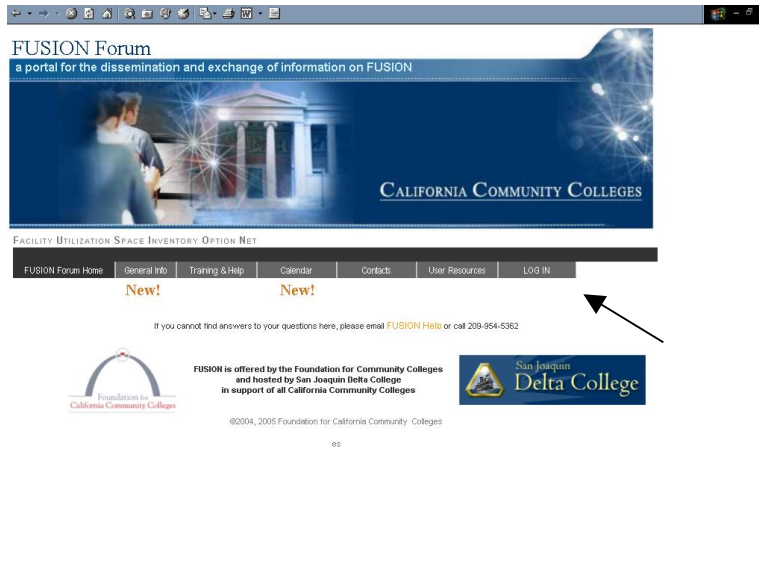 FUSION Forum
a portal for the dissemination and exchange of information on FUSION
CALIFORNIA COMMUNITY COLLEGES
FACILITY UTILIZATION SPACE INVENTORY OPTION NET
FUSION Forum Home General Info Training & Help Calendar Contacts User Resources LOG IN
New! New!
If you cannot find answers to your questions here, please email FUSION Help or call 209-954-5362
Foundation for
California Community Colleges
FUSION is offered by the Foundation for Community Colleges
and hosted by San Joaquin Delta College
in support of all California Community Colleges
San Joaquin
Delta College
©2004, 2005 Foundation for California Community Colleges
es